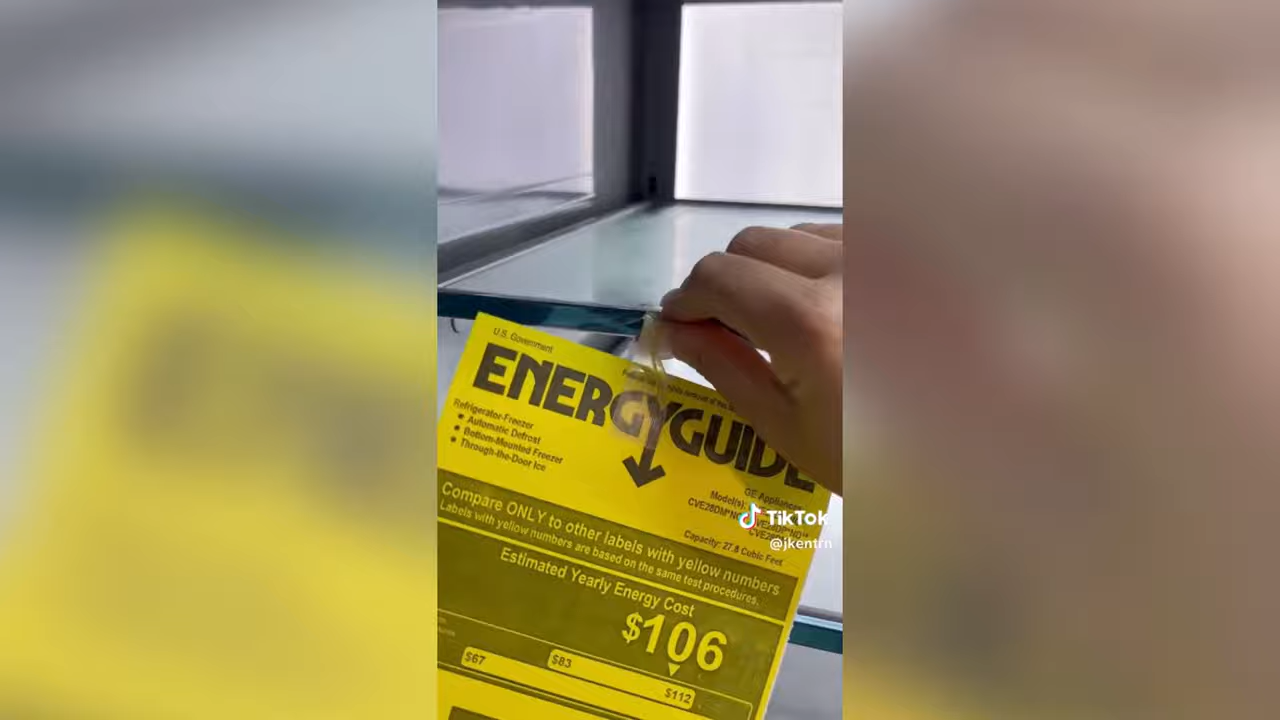 U.S. Government
ENERGYGUIDE
Refrigerator-Freezer
• Automatic Defrost
• Bottom-Mounted Freezer
• Through-the-Door Ice
GE Appliances
Model(s):
Capacity: 27.8 Cubic Feet
Compare ONLY to other labels with yellow numbers
Labels with yellow numbers are based on the same test procedures.
Estimated Yearly Energy Cost
$106
$67
$83
$112
TikTok
@jkentrn